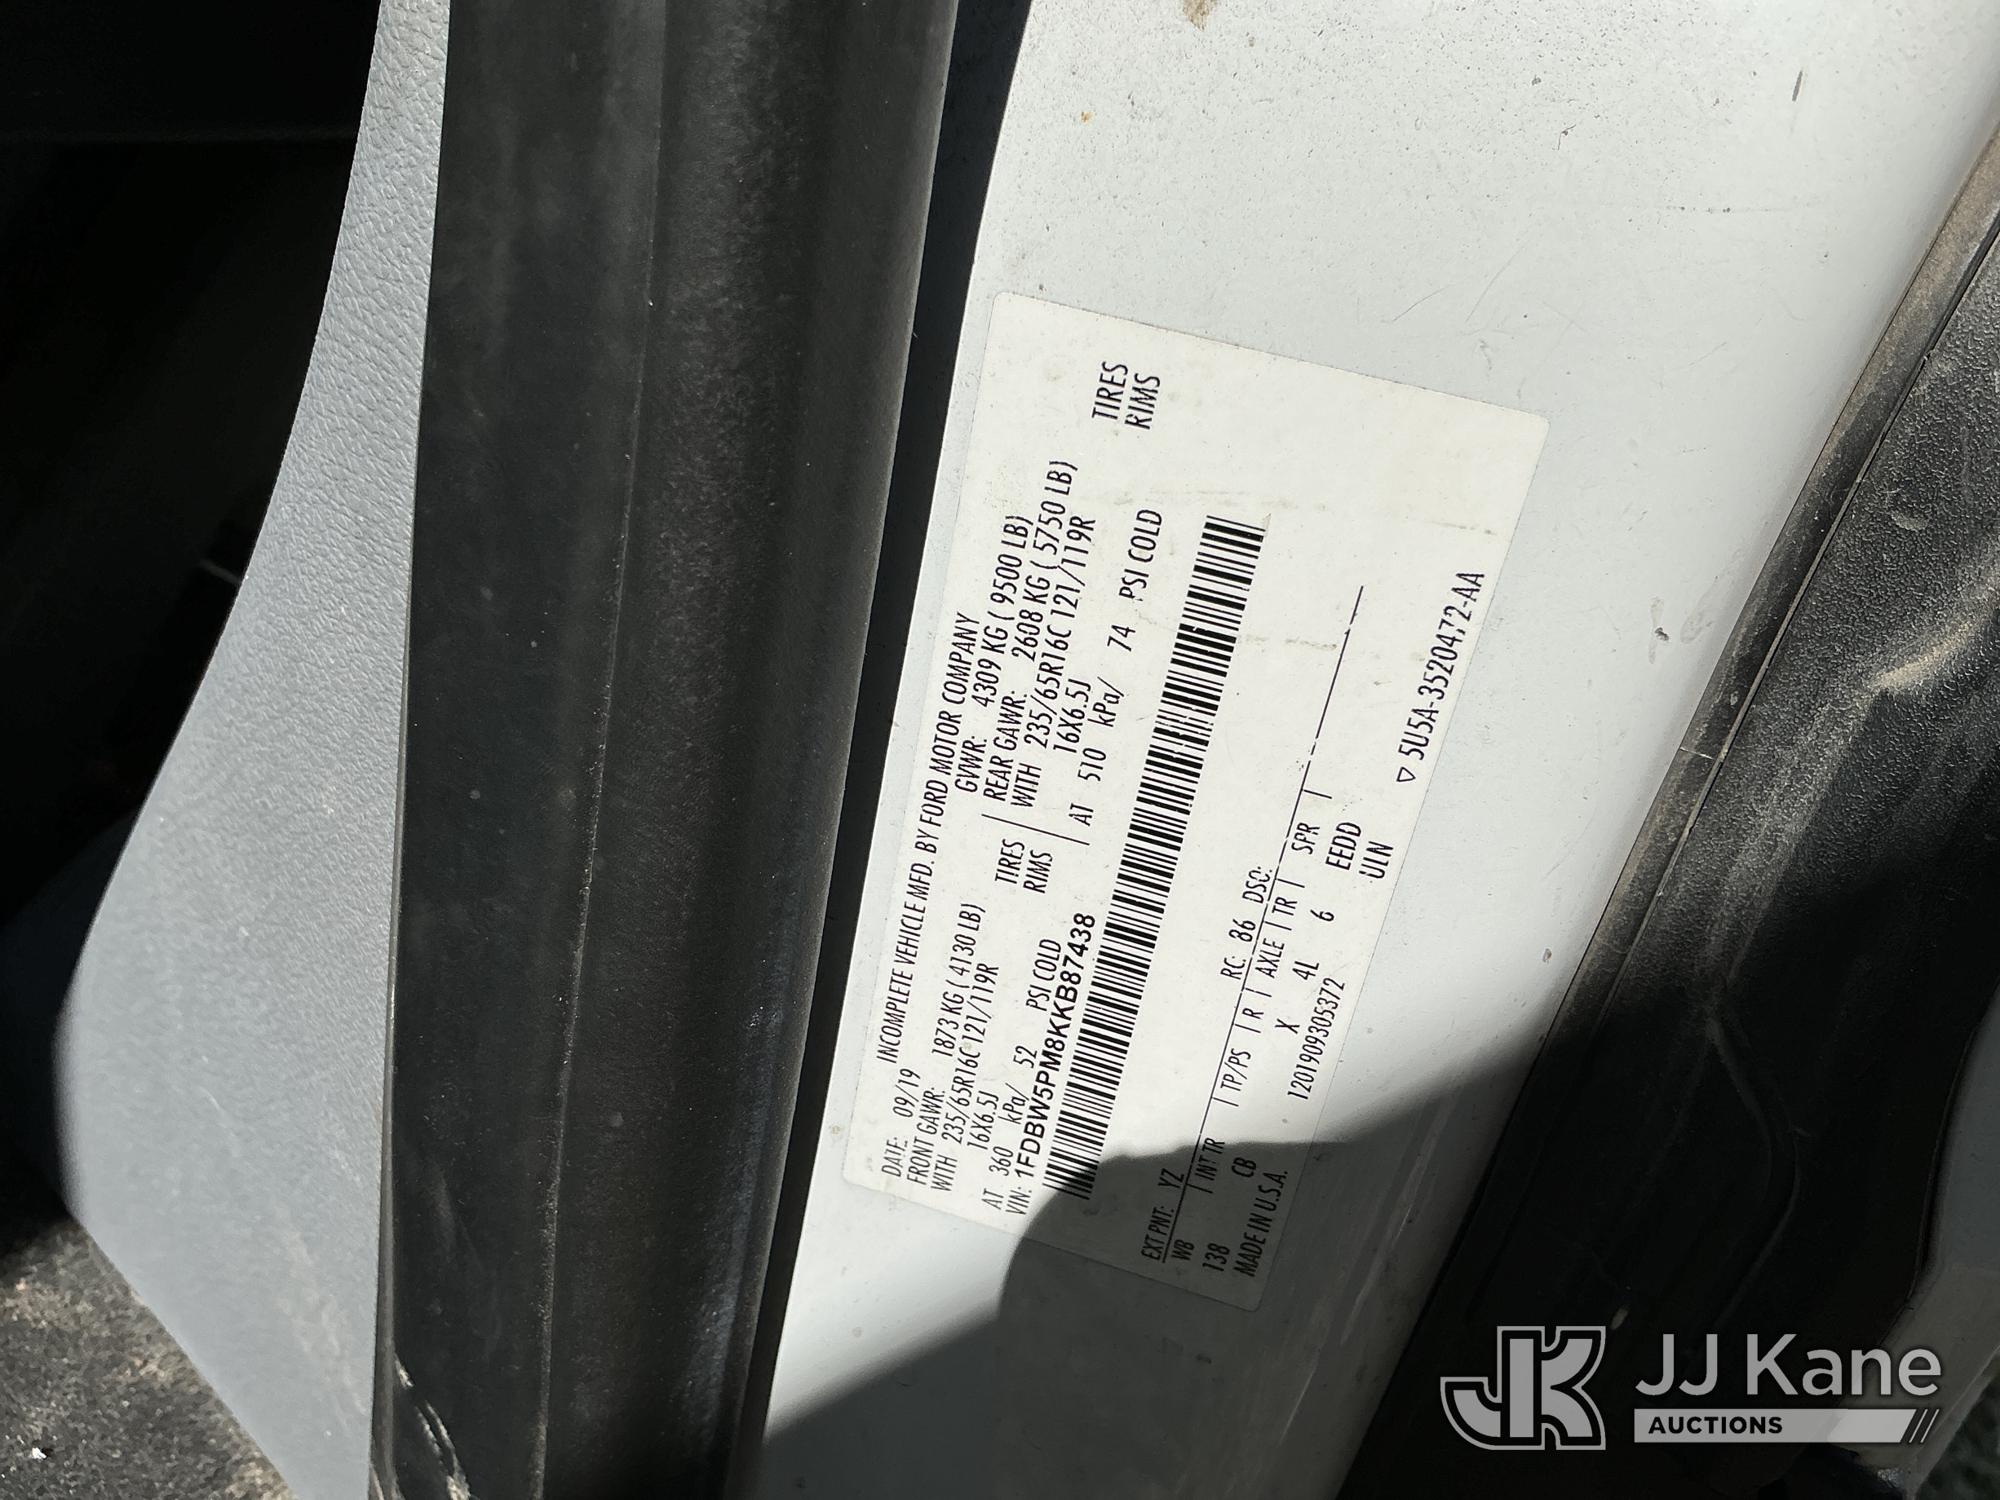 DATE: 09/19 INCOMPLETE VEHICLE MFD. BY FORD MOTOR COMPANY
FRONT GAWR: 1873 KG ( 4130 LB) GVWR: 4309 KG ( 9500 LB)
REAR GAWR: 2608 KG ( 5750 LB)
WITH 235/65R16C 121/119R TIRES WITH 235/65R16C 121/119R TIRES
16X6.5J RIMS 16X6.5J RIMS
AT 360 kPa/ 52 PSI COLD AT 510 kPa/ 74 PSI COLD
VIN: 1FDBW5PM8KKB87438
EXT PNT: YZ RC: 86 DSO:
WB INT TR TP/PS R AXLE TR SPR
138 CB X 4L 6 EEDD
MADE IN U.S.A. 1201909305372 ULN
▽ 5U5A-3520472-AA
JJ Kane
AUCTIONS